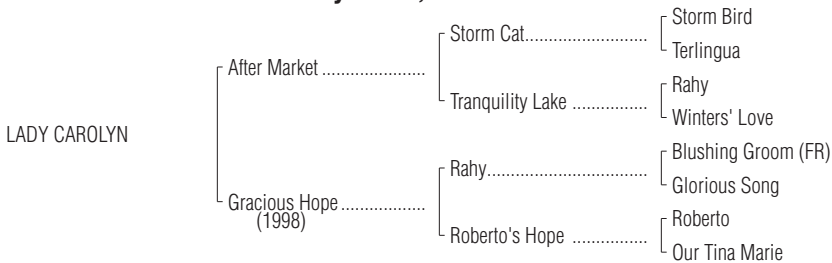 Storm Bird
Storm Cat..........................
Terlingua
After Market ......................
Rahy
Tranquility Lake ................
Winters' Love
LADY CAROLYN
Blushing Groom (FR)
Rahy..................................
Glorious Song
Gracious Hope ..................
(1998)
Roberto
Roberto's Hope ................
Our Tina Marie